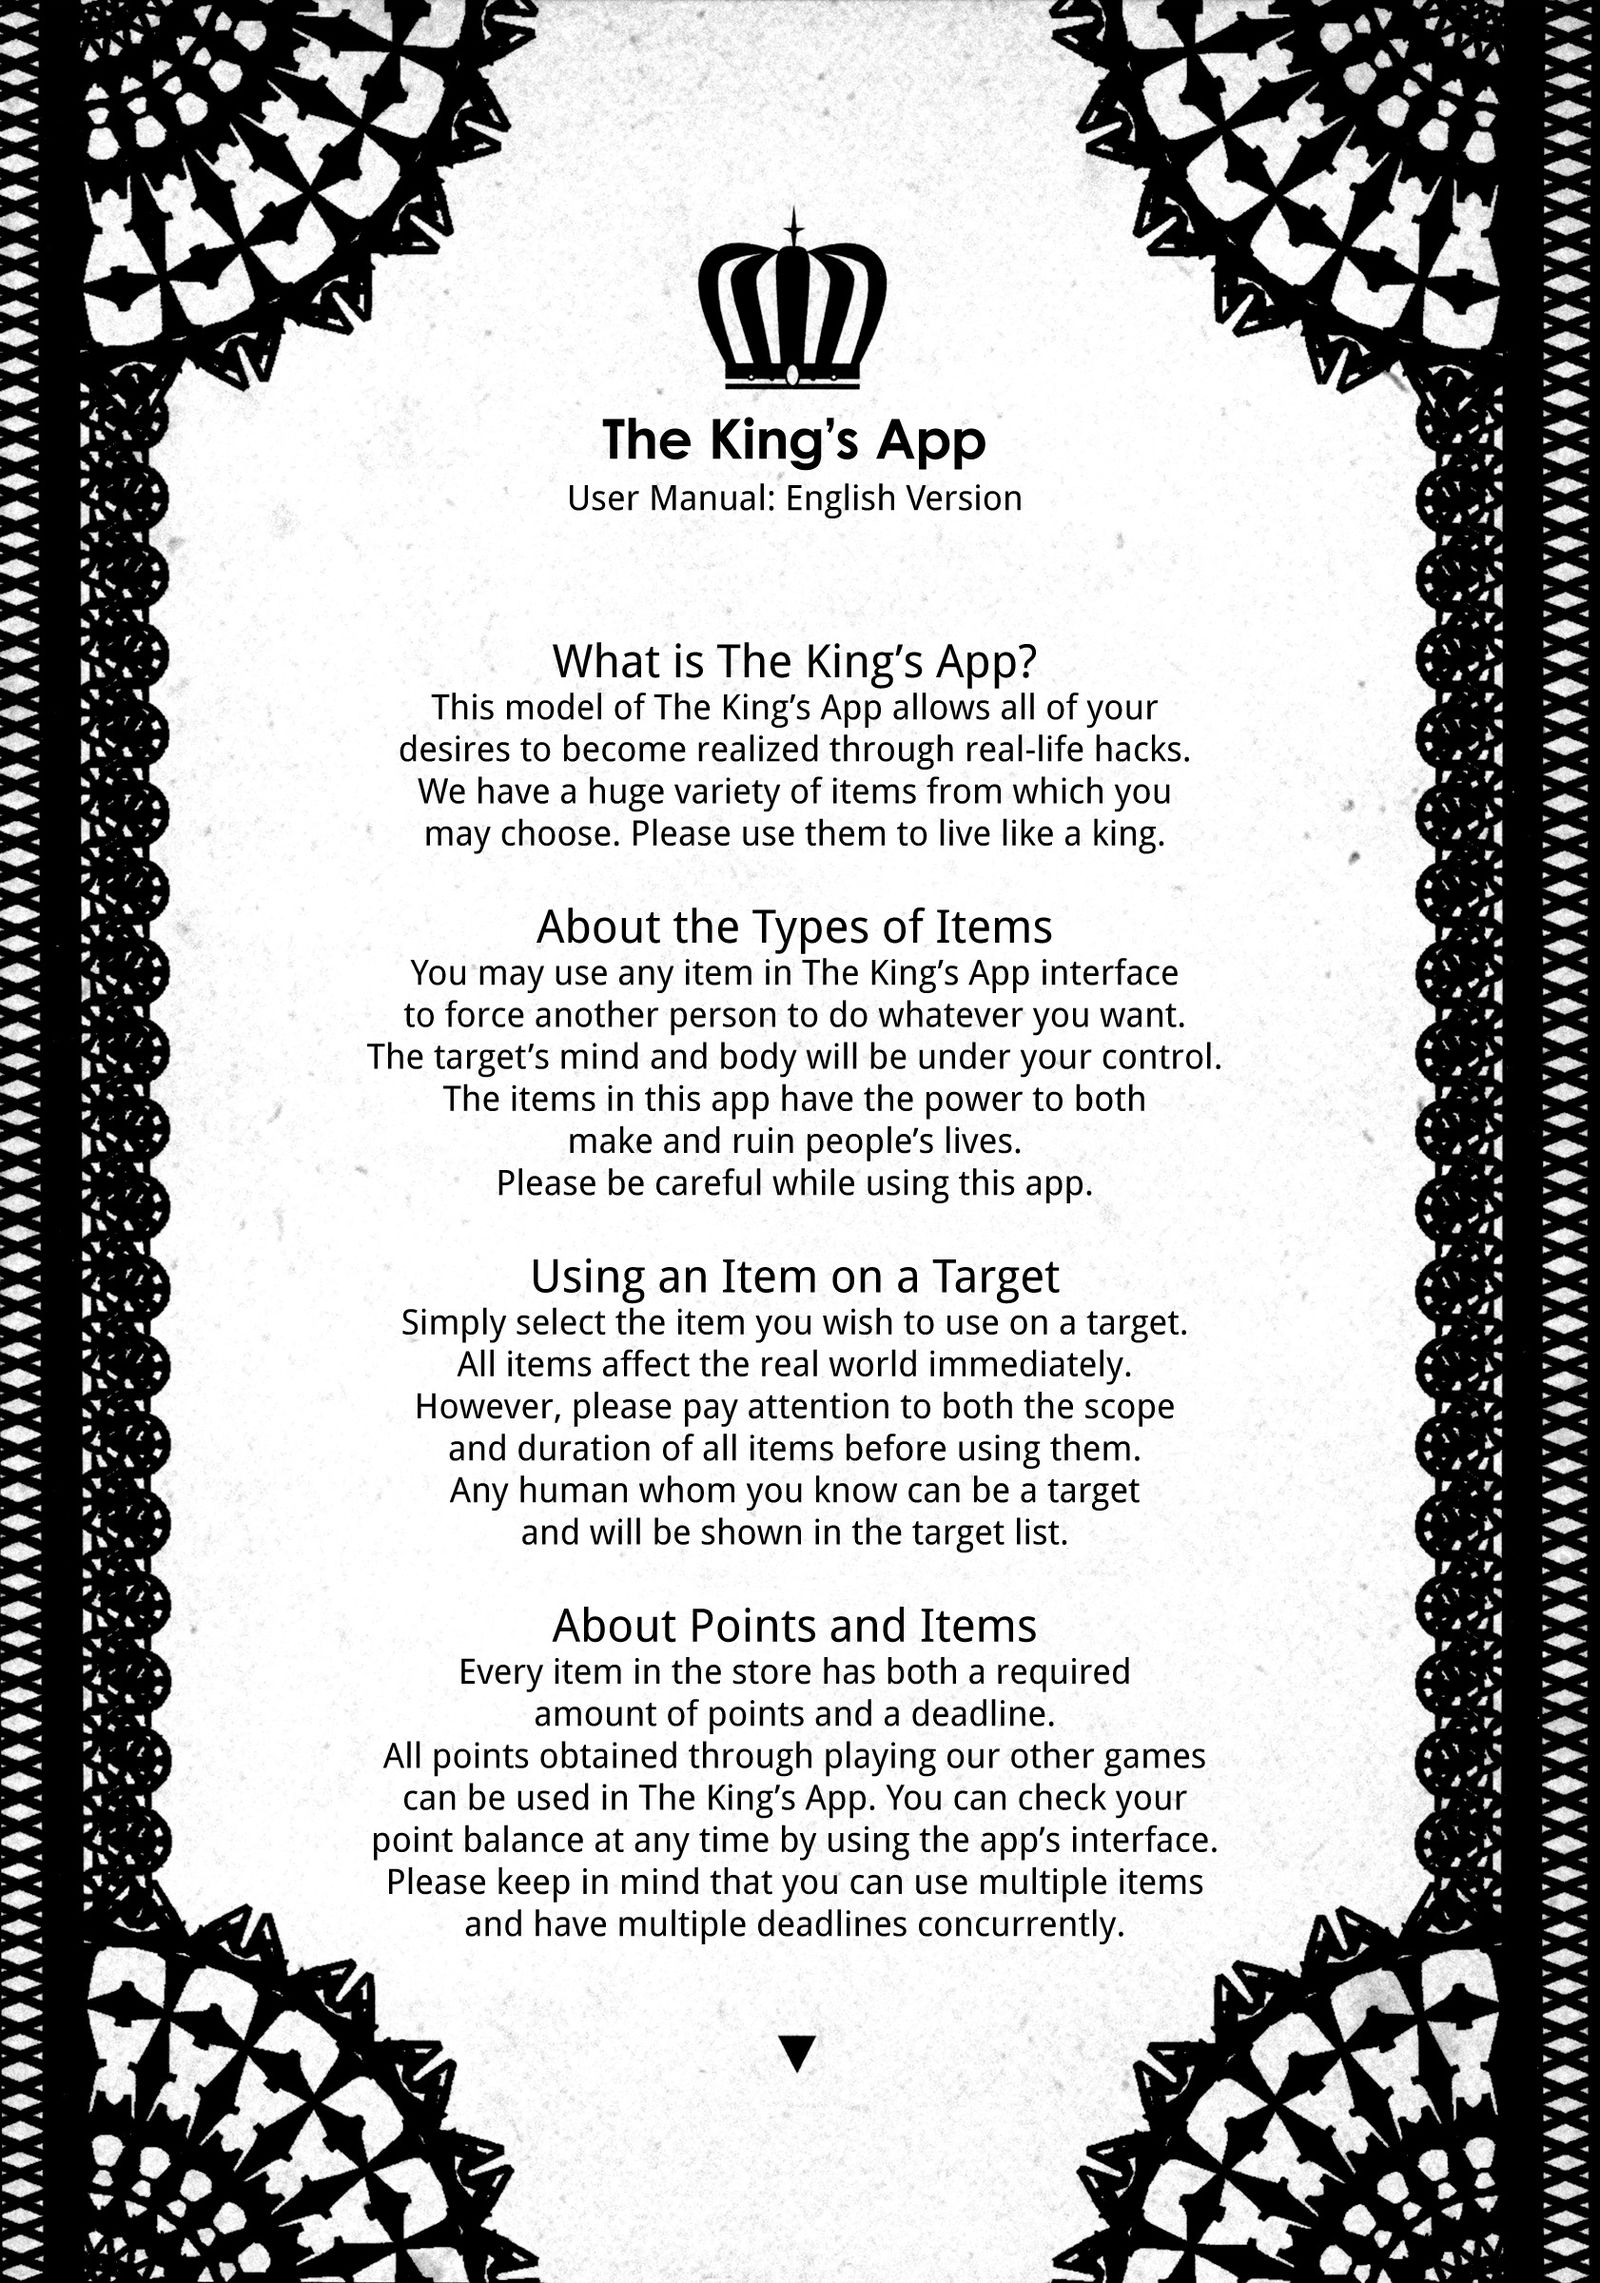 The King’s App
User Manual: English Version
What is The King’s App?
This model of The King’s App allows all of your
desires to become realized through real-life hacks.
We have a huge variety of items from which you
may choose. Please use them to live like a king.
About the Types of Items
You may use any item in The King’s App interface
to force another person to do whatever you want.
The target’s mind and body will be under your control.
The items in this app have the power to both
make and ruin people’s lives.
Please be careful while using this app.
Using an Item on a Target
Simply select the item you wish to use on a target.
All items affect the real world immediately.
However, please pay attention to both the scope
and duration of all items before using them.
Any human whom you know can be a target
and will be shown in the target list.
About Points and Items
Every item in the store has both a required
amount of points and a deadline.
All points obtained through playing our other games
can be used in The King’s App. You can check your
point balance at any time by using the app’s interface.
Please keep in mind that you can use multiple items
and have multiple deadlines concurrently.